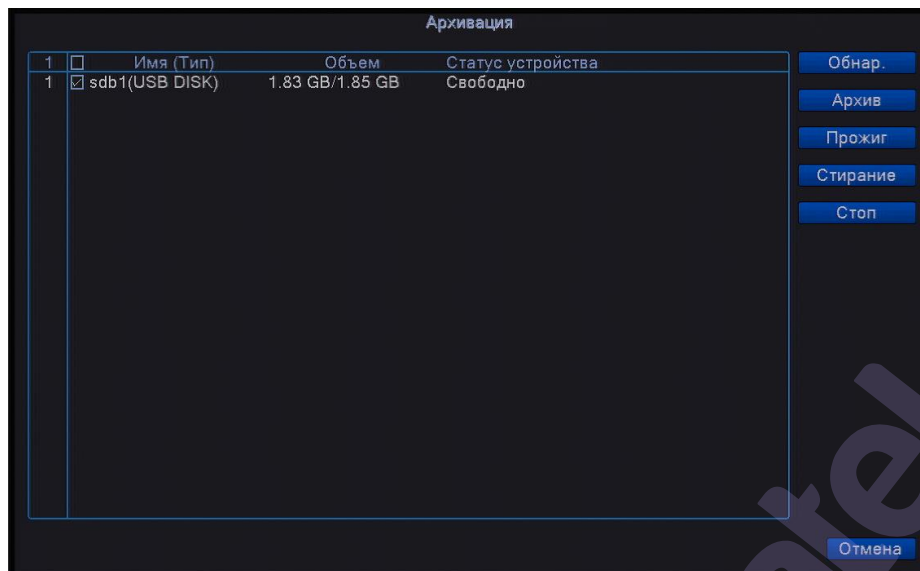 Архивация
1 Имя (Тип) Объем Статус устройства
1 sdb1(USB DISK) 1.83 GB/1.85 GB Свободно
Обнар.
Архив
Прожиг
Стирание
Стоп
Отмена